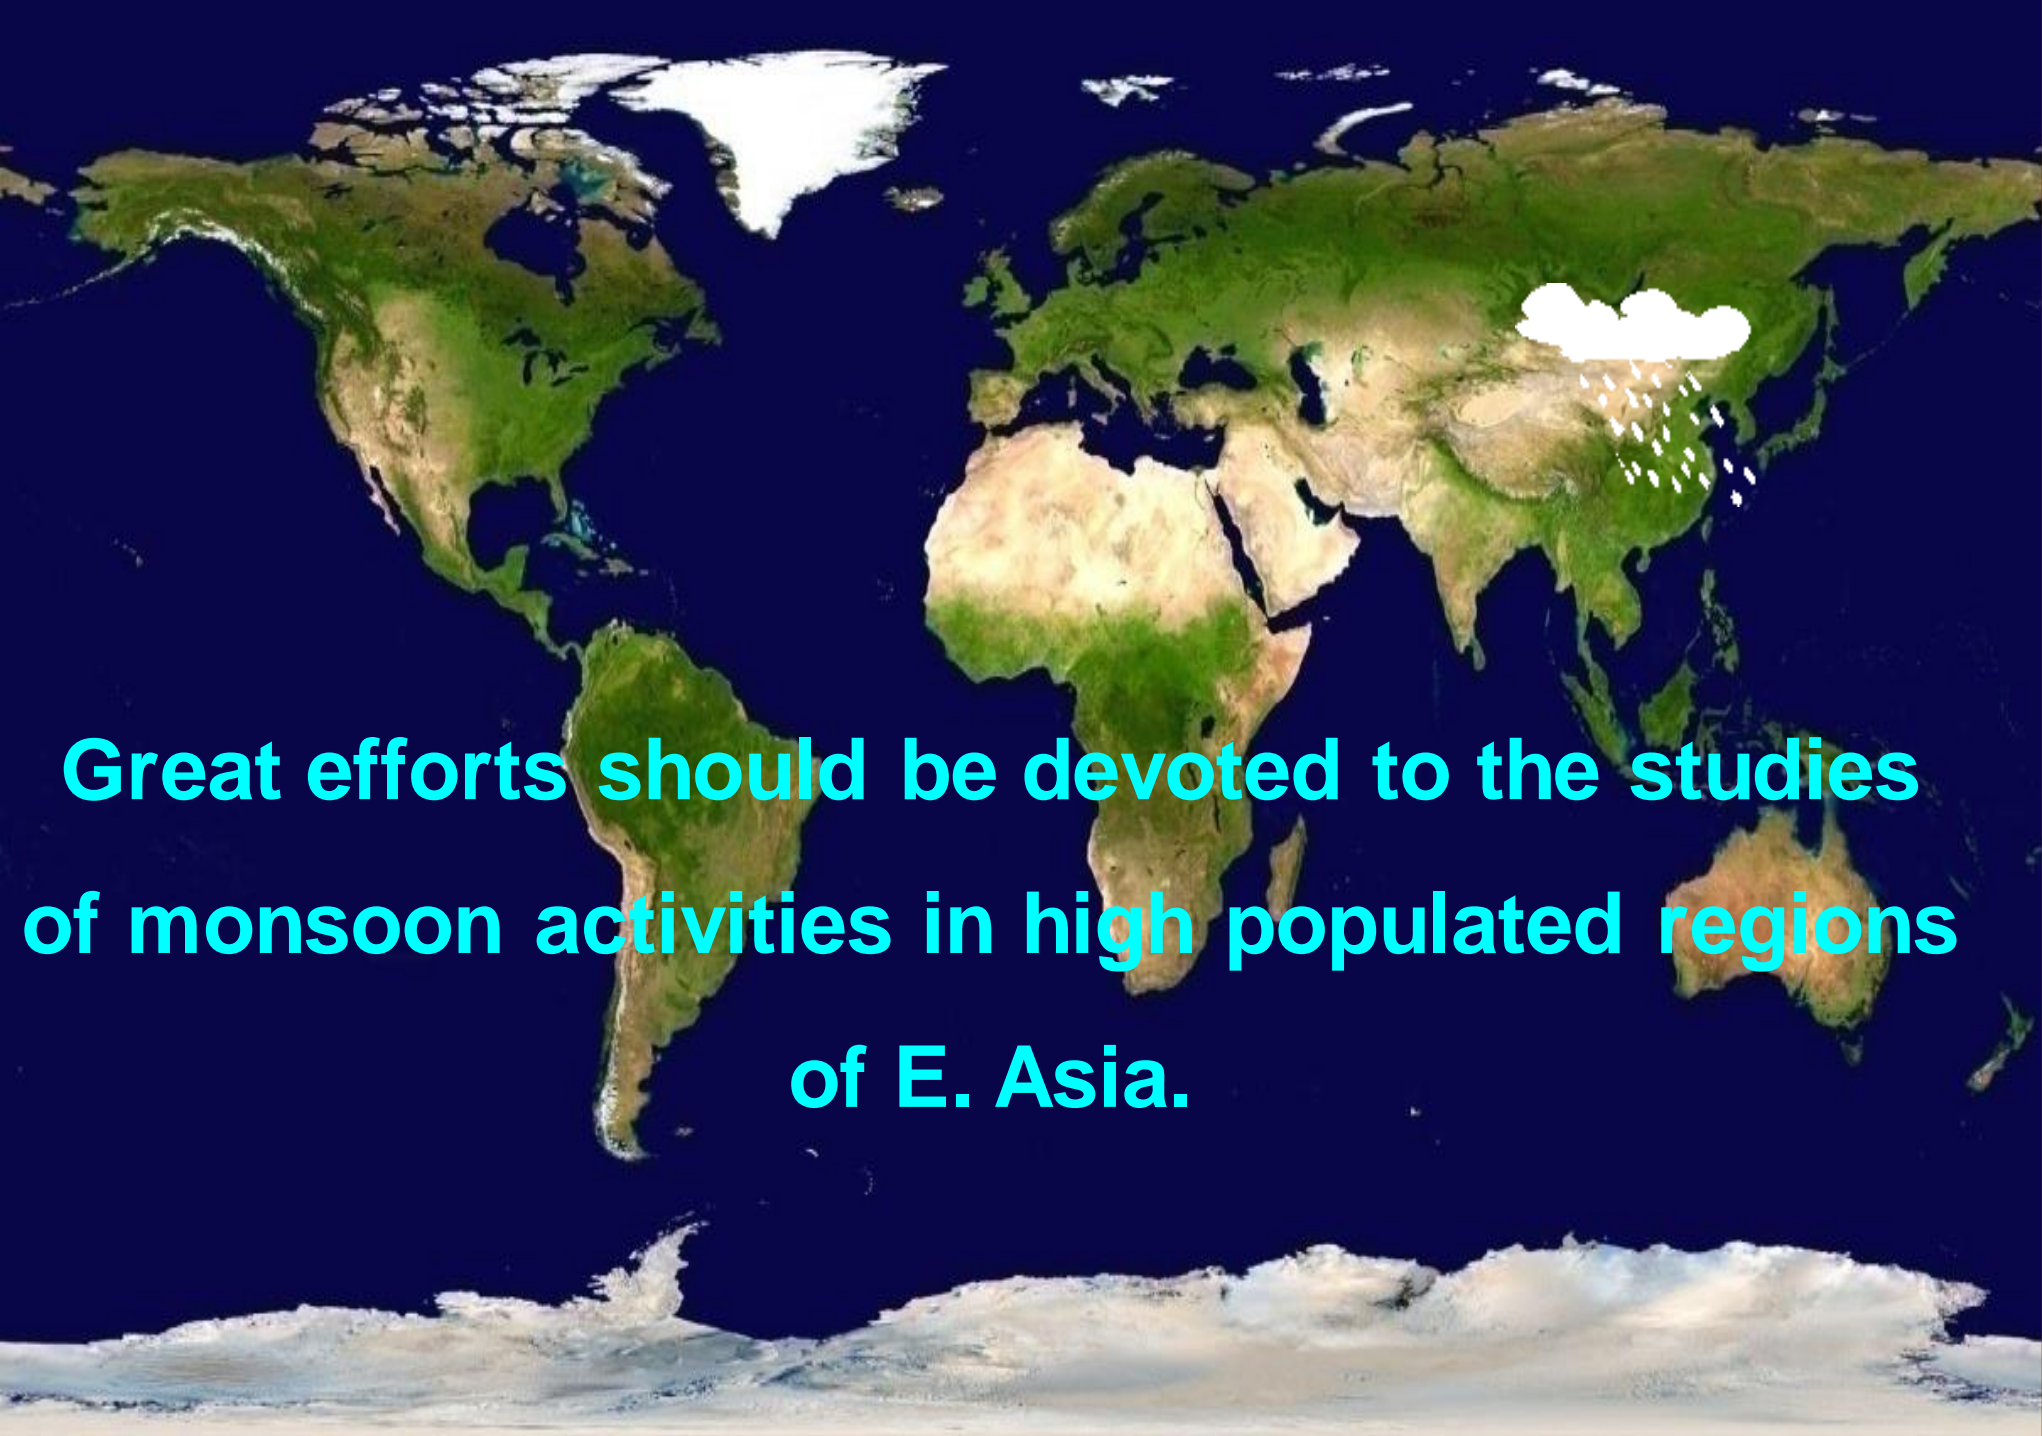 Great efforts should be devoted to the studies
of monsoon activities in high populated regions
of E. Asia.